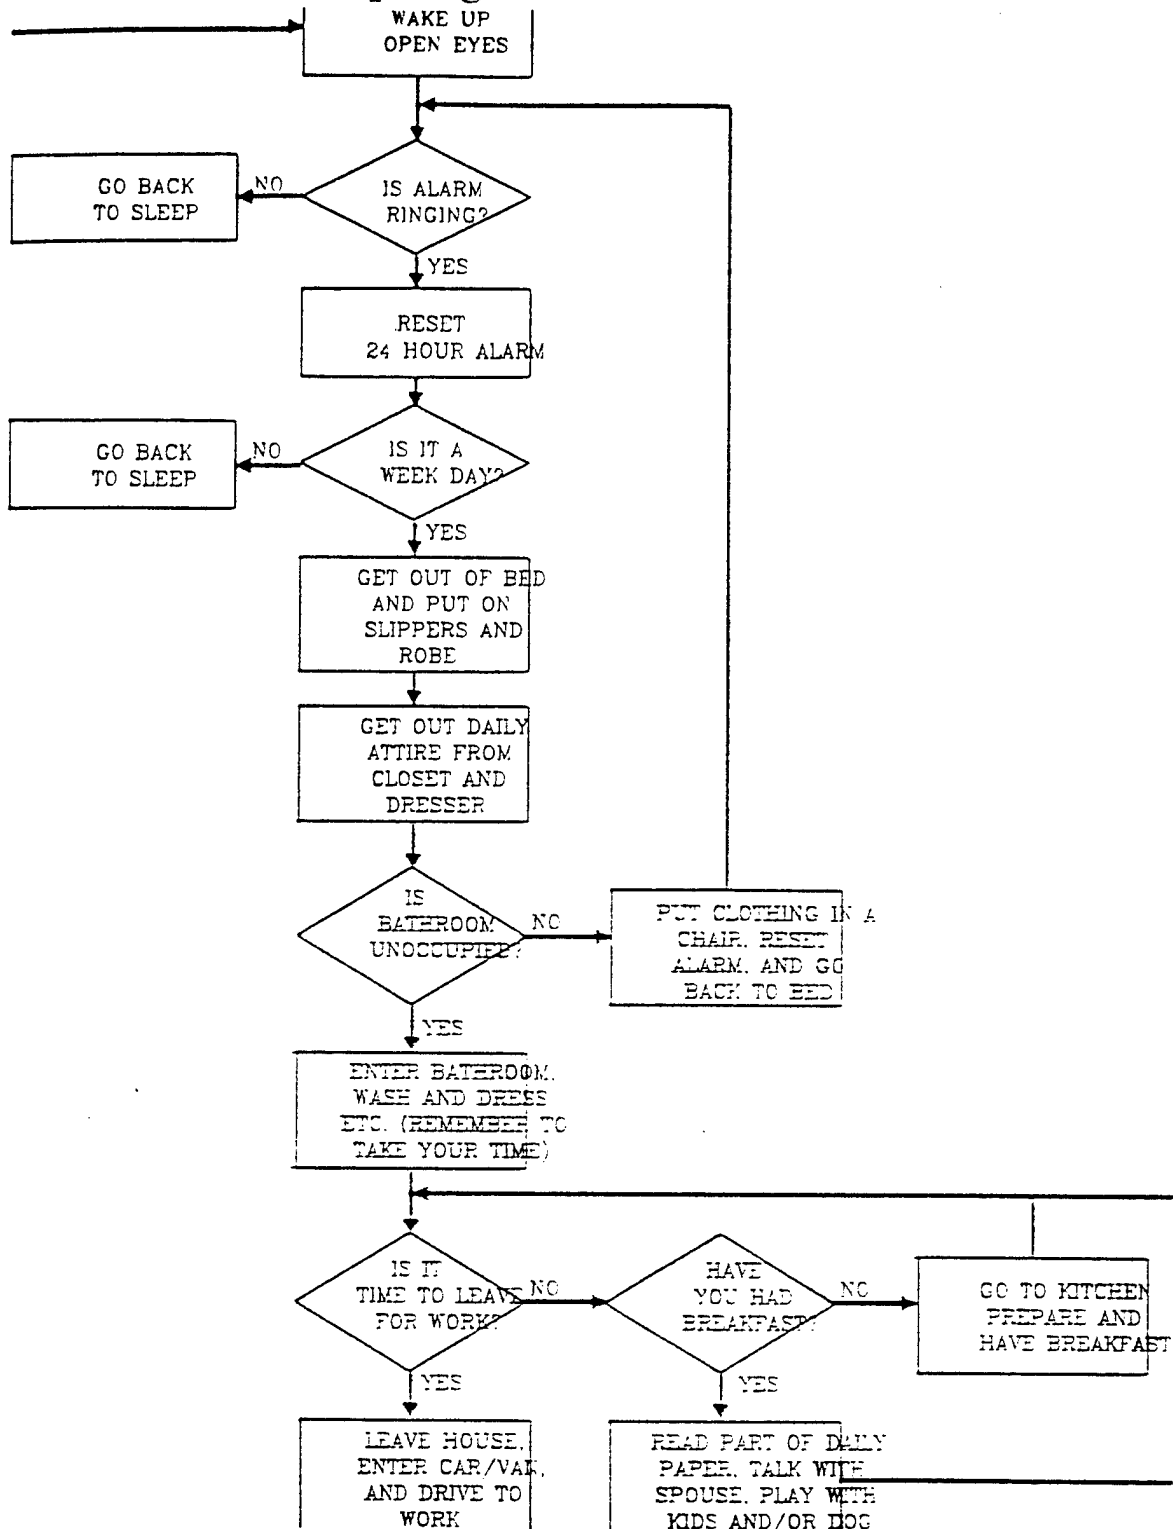 WAKE UP
OPEN EYES
GO BACK
TO SLEEP
NO
IS ALARM
RINGING?
YES
RESET
24 HOUR ALARM
GO BACK
TO SLEEP
NO
IS IT A
WEEK DAY?
YES
GET OUT OF BED
AND PUT ON
SLIPPERS AND
ROBE
GET OUT DAILY
ATTIRE FROM
CLOSET AND
DRESSER
IS
BATHROOM
UNOCCUPIED?
NO
PUT CLOTHING IN A
CHAIR, RESET
ALARM, AND GO
BACK TO BED
YES
ENTER BATHROOM,
WASH AND DRESS
ETC. (REMEMBER TO
TAKE YOUR TIME)
IS IT
TIME TO LEAVE
FOR WORK?
NO
HAVE
YOU HAD
BREAKFAST?
NO
GO TO KITCHEN
PREPARE AND
HAVE BREAKFAST
YES
YES
LEAVE HOUSE,
ENTER CAR/VAN,
AND DRIVE TO
WORK
READ PART OF DAILY
PAPER, TALK WITH
SPOUSE, PLAY WITH
KIDS AND/OR DOG